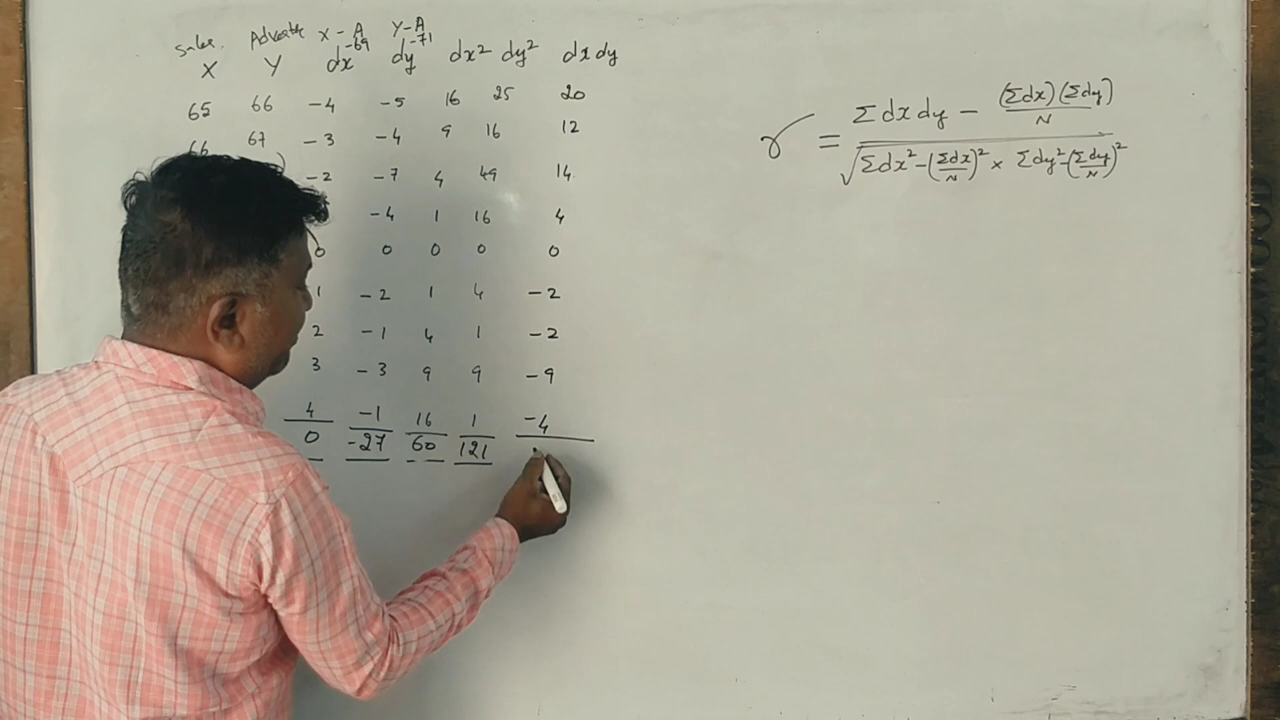 Sales Advertis X-A Y-A
X Y dx-69 dy-71 dx² dy² dx dy
65 66 -4 -5 16 25 20
66 67 -3 -4 9 16 12
-2 -7 4 49 14
-4 1 16 4
0 0 0 0 0
1 -2 1 4 -2
2 -1 4 1 -2
3 -3 9 9 -9
4 -1 16 1 -4
0 -27 60 121
r = Σdxdy - (Σdx)(Σdy)/N
√Σdx²-(Σdx/N)² × Σdy²-(Σdy/N)²